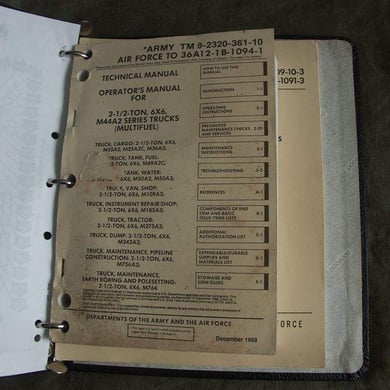 *ARMY TM 9-2320-361-10
AIR FORCE TO 36A12-1B-1094-1
TECHNICAL MANUAL
OPERATOR'S MANUAL
FOR
2-1/2-TON, 6X6,
M44A2 SERIES TRUCKS
(MULTIFUEL)
TRUCK, CARGO: 2-1/2-TON, 6X6,
M35A2, M35A2C, M36A2;
TRUCK, TANK, FUEL:
2-TON, 6X6, M49A2C;
TANK, WATER:
6X6, M50A2, M50A3;
VAN, SHOP:
2-1/2-TON, 6X6, M109A3;
TRUCK, INSTRUMENT REPAIR SHOP:
2-1/2-TON, 6X6, M185A3;
TRUCK, TRACTOR:
2-1/2-TON, 6X6, M275A2;
TRUCK, DUMP: 2-1/2-TON, 6X6,
M342A2;
TRUCK, MAINTENANCE, PIPELINE
CONSTRUCTION: 2-1/2-TON, 6X6,
M756A2;
TRUCK, MAINTENANCE,
EARTH BORING AND POLESETTING:
2-1/2-TON, 6X6, M764
DEPARTMENTS OF THE ARMY AND THE AIR FORCE
December 1988
HOW TO USE THIS
MANUAL
INTRODUCTION 1-1
OPERATING
INSTRUCTIONS 2-1
PREVENTIVE
MAINTENANCE CHECKS 2-29
AND SERVICES
MAINTENANCE
INSTRUCTIONS 3-1
TROUBLESHOOTING 3-2
REFERENCES A-1
COMPONENTS OF END
ITEM AND BASIC B-1
ISSUE ITEMS LISTS
ADDITIONAL
AUTHORIZATION LIST C-1
EXPENDABLE/DURABLE
SUPPLIES AND D-1
MATERIALS LIST
STOWAGE AND
SIGN GUIDE E-1
09-10-3
-1091-3
S
FORCE